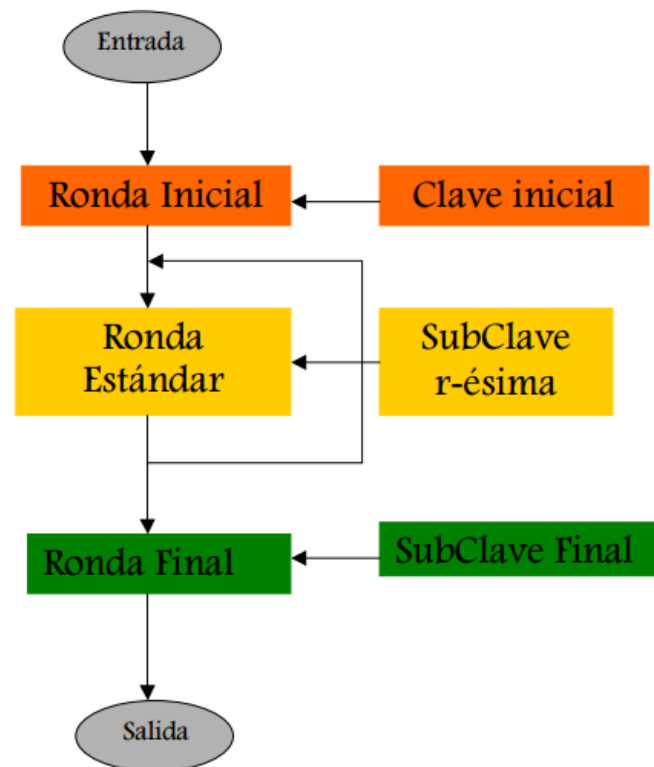 Entrada
Ronda Inicial
Clave inicial
Ronda
Estándar
SubClave
r-ésima
Ronda Final
SubClave Final
Salida